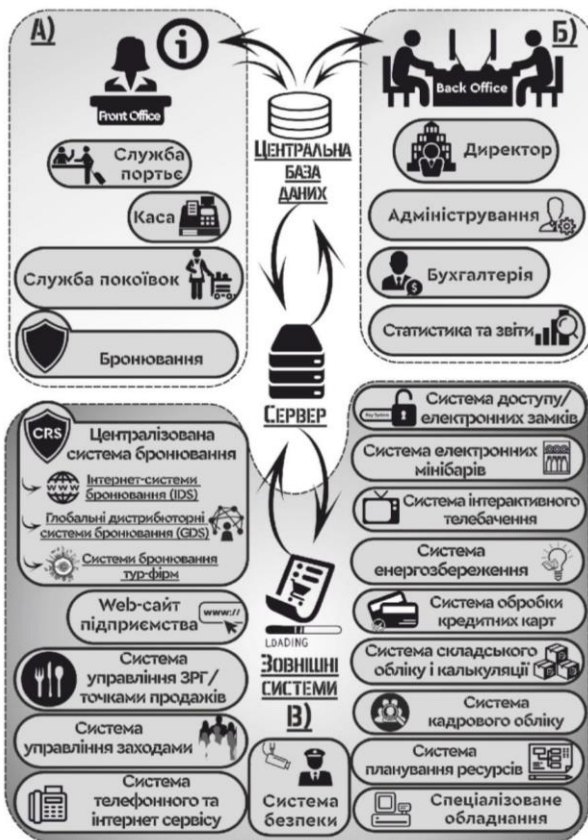 А)
Front Office
Служба
портьє
Каса
Служба покоївок
Бронювання
Центральна
база
даних
Сервер
Б)
Back Office
Директор
Адміністрування
Бухгалтерія
Статистика та звіти
CRS
Централізована
система бронювання
www
Інтернет-системи
бронювання (IDS)
Глобальні дистрибюторні
системи бронювання (GDS)
Системи бронювання
тур-фірм
Web-сайт
підприємства
www://
Система
управління ЗРГ/
точками продажів
Система
управління заходами
Система
телефонного та
інтернет сервісу
LOADING
Зовнішні
системи
В)
Система
безпеки
Система доступу/
електронних замків
Система електронних
мінібарів
Система інтерактивного
телебачення
Система
енергозбереження
Система обробки
кредитних карт
Система складського
обліку і калькуляції
Система
кадрового обліку
Система
планування ресурсів
Спеціалізоване
обладнання